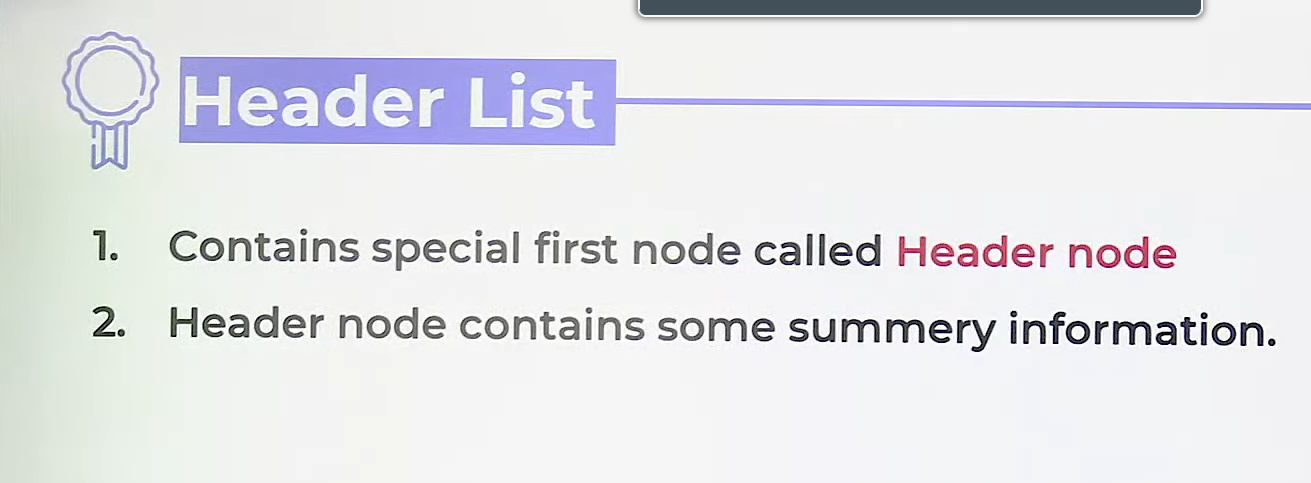 Header List
1. Contains special first node called Header node
2. Header node contains some summery information.